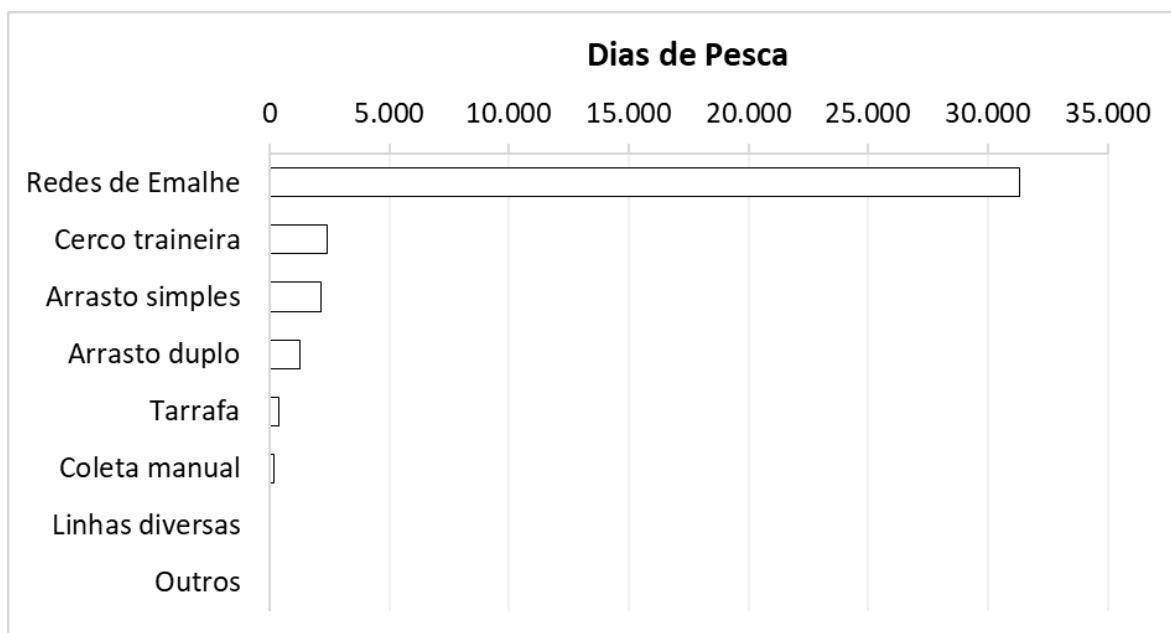 Dias de Pesca
0 5.000 10.000 15.000 20.000 25.000 30.000 35.000
Redes de Emalhe
Cerco traineira
Arrasto simples
Arrasto duplo
Tarrafa
Coleta manual
Linhas diversas
Outros